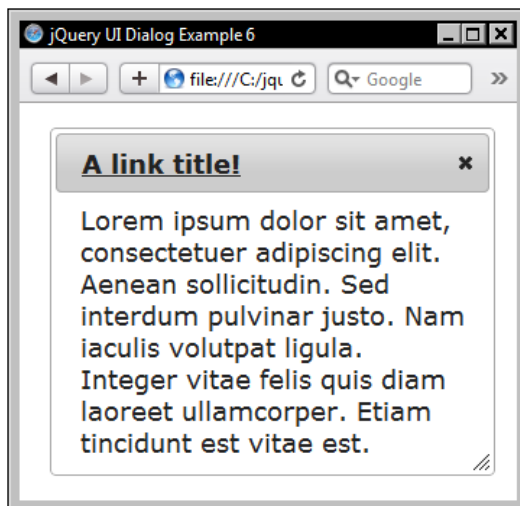 jQuery UI Dialog Example 6
file:///C:/jqu
Google
A link title!
Lorem ipsum dolor sit amet,
consectetuer adipiscing elit.
Aenean sollicitudin. Sed
interdum pulvinar justo. Nam
iaculis volutpat ligula.
Integer vitae felis quis diam
laoreet ullamcorper. Etiam
tincidunt est vitae est.